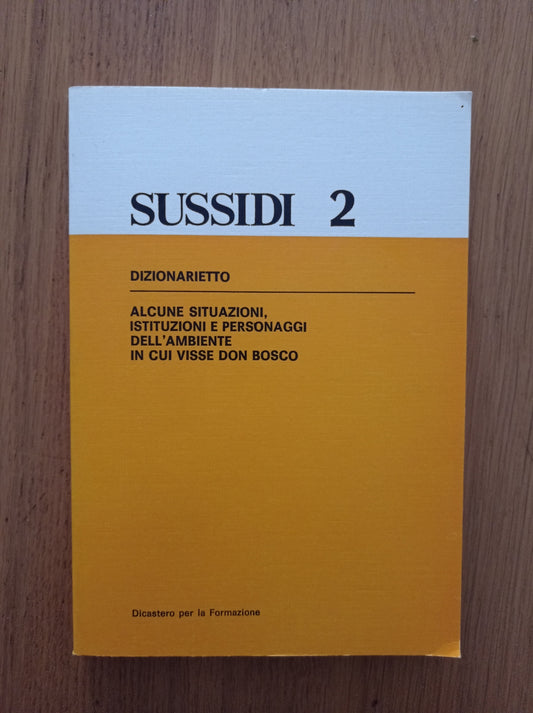 SUSSIDI 2
DIZIONARIETTO
ALCUNE SITUAZIONI,
ISTITUZIONI E PERSONAGGI
DELL'AMBIENTE
IN CUI VISSE DON BOSCO
Dicastero per la Formazione